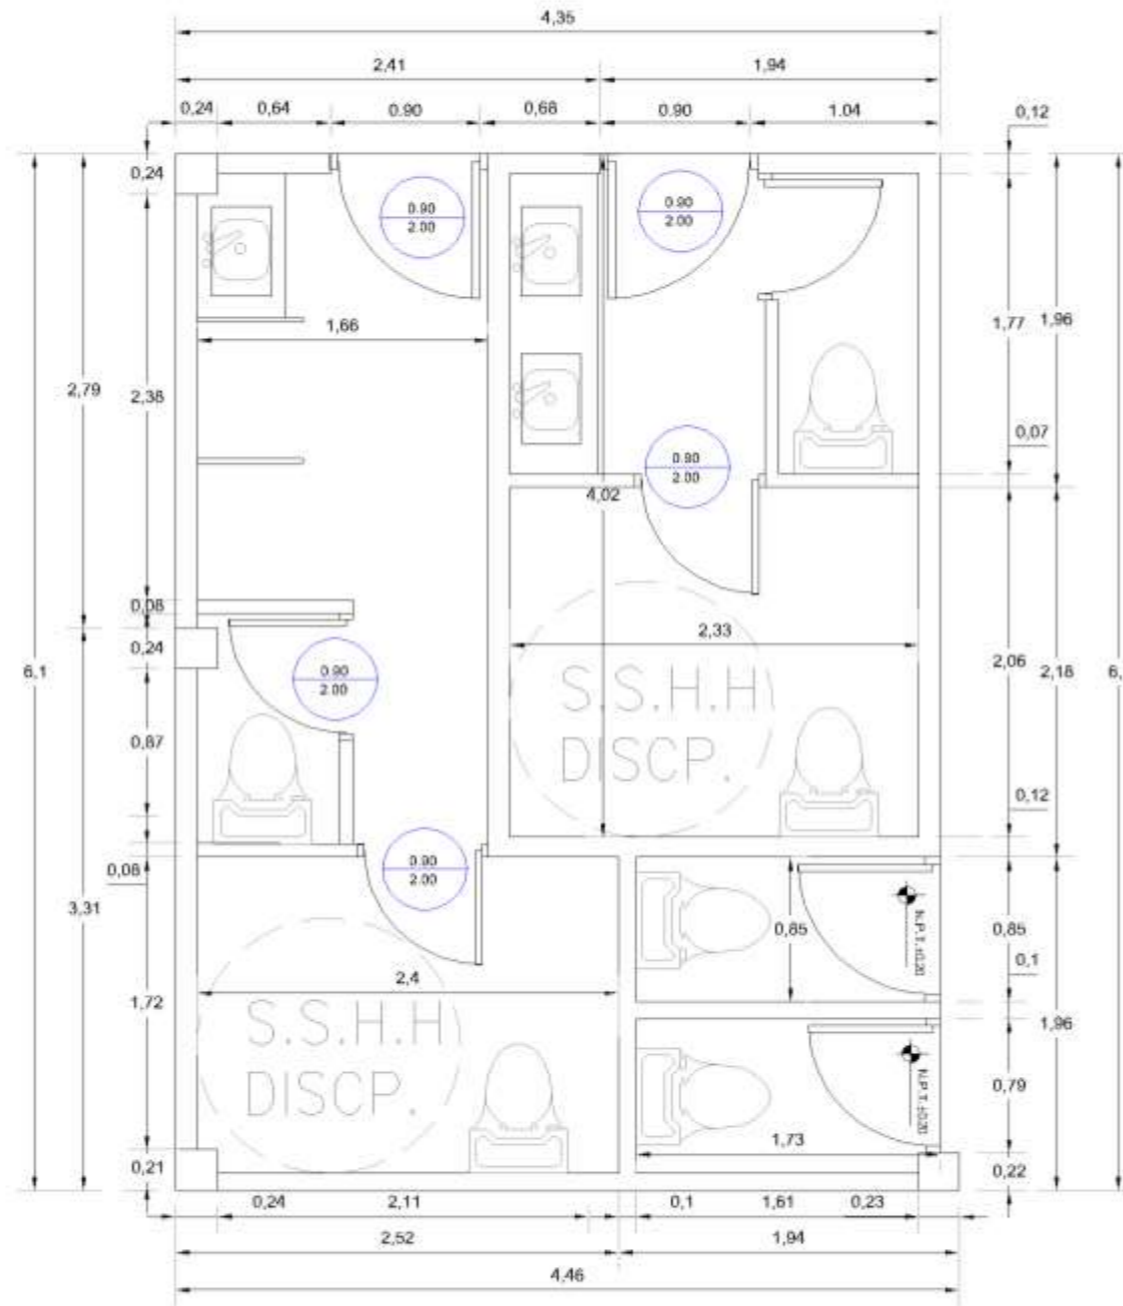 4,35
2,41 1,94
0,24 0,64 0.90 0,68 0.90 1.04 0,12
0,24
0.90 0.90
2.00 2.00
1,66 1,77 1,96
2,79 2,38
0,07
0.90
2.00
4,02
0,08
0,24 2,33
6,1 0.90 2,06 2,18 6,
2.00
S.S.H.H
DISCP.
0,87
0,12
0,08 0.90
2.00
3,31 0,85 0,85
N.P.T.±0.20
0,1
2,4
1,72 S.S.H.H 1,96
DISCP.
0,79
N.P.T.±0.20
1,73
0,21 0,22
0,24 2,11 0,1 1,61 0,23
2,52 1,94
4,46